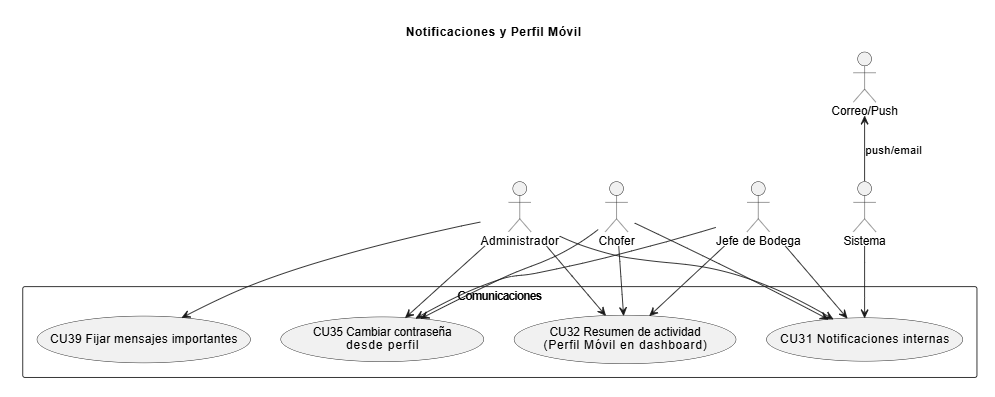 Notificaciones y Perfil Móvil
Correo/Push
push/email
Administrador
Chofer
Jefe de Bodega
Sistema
Comunicaciones
CU39 Fijar mensajes importantes
CU35 Cambiar contraseña
desde perfil
CU32 Resumen de actividad
(Perfil Móvil en dashboard)
CU31 Notificaciones internas